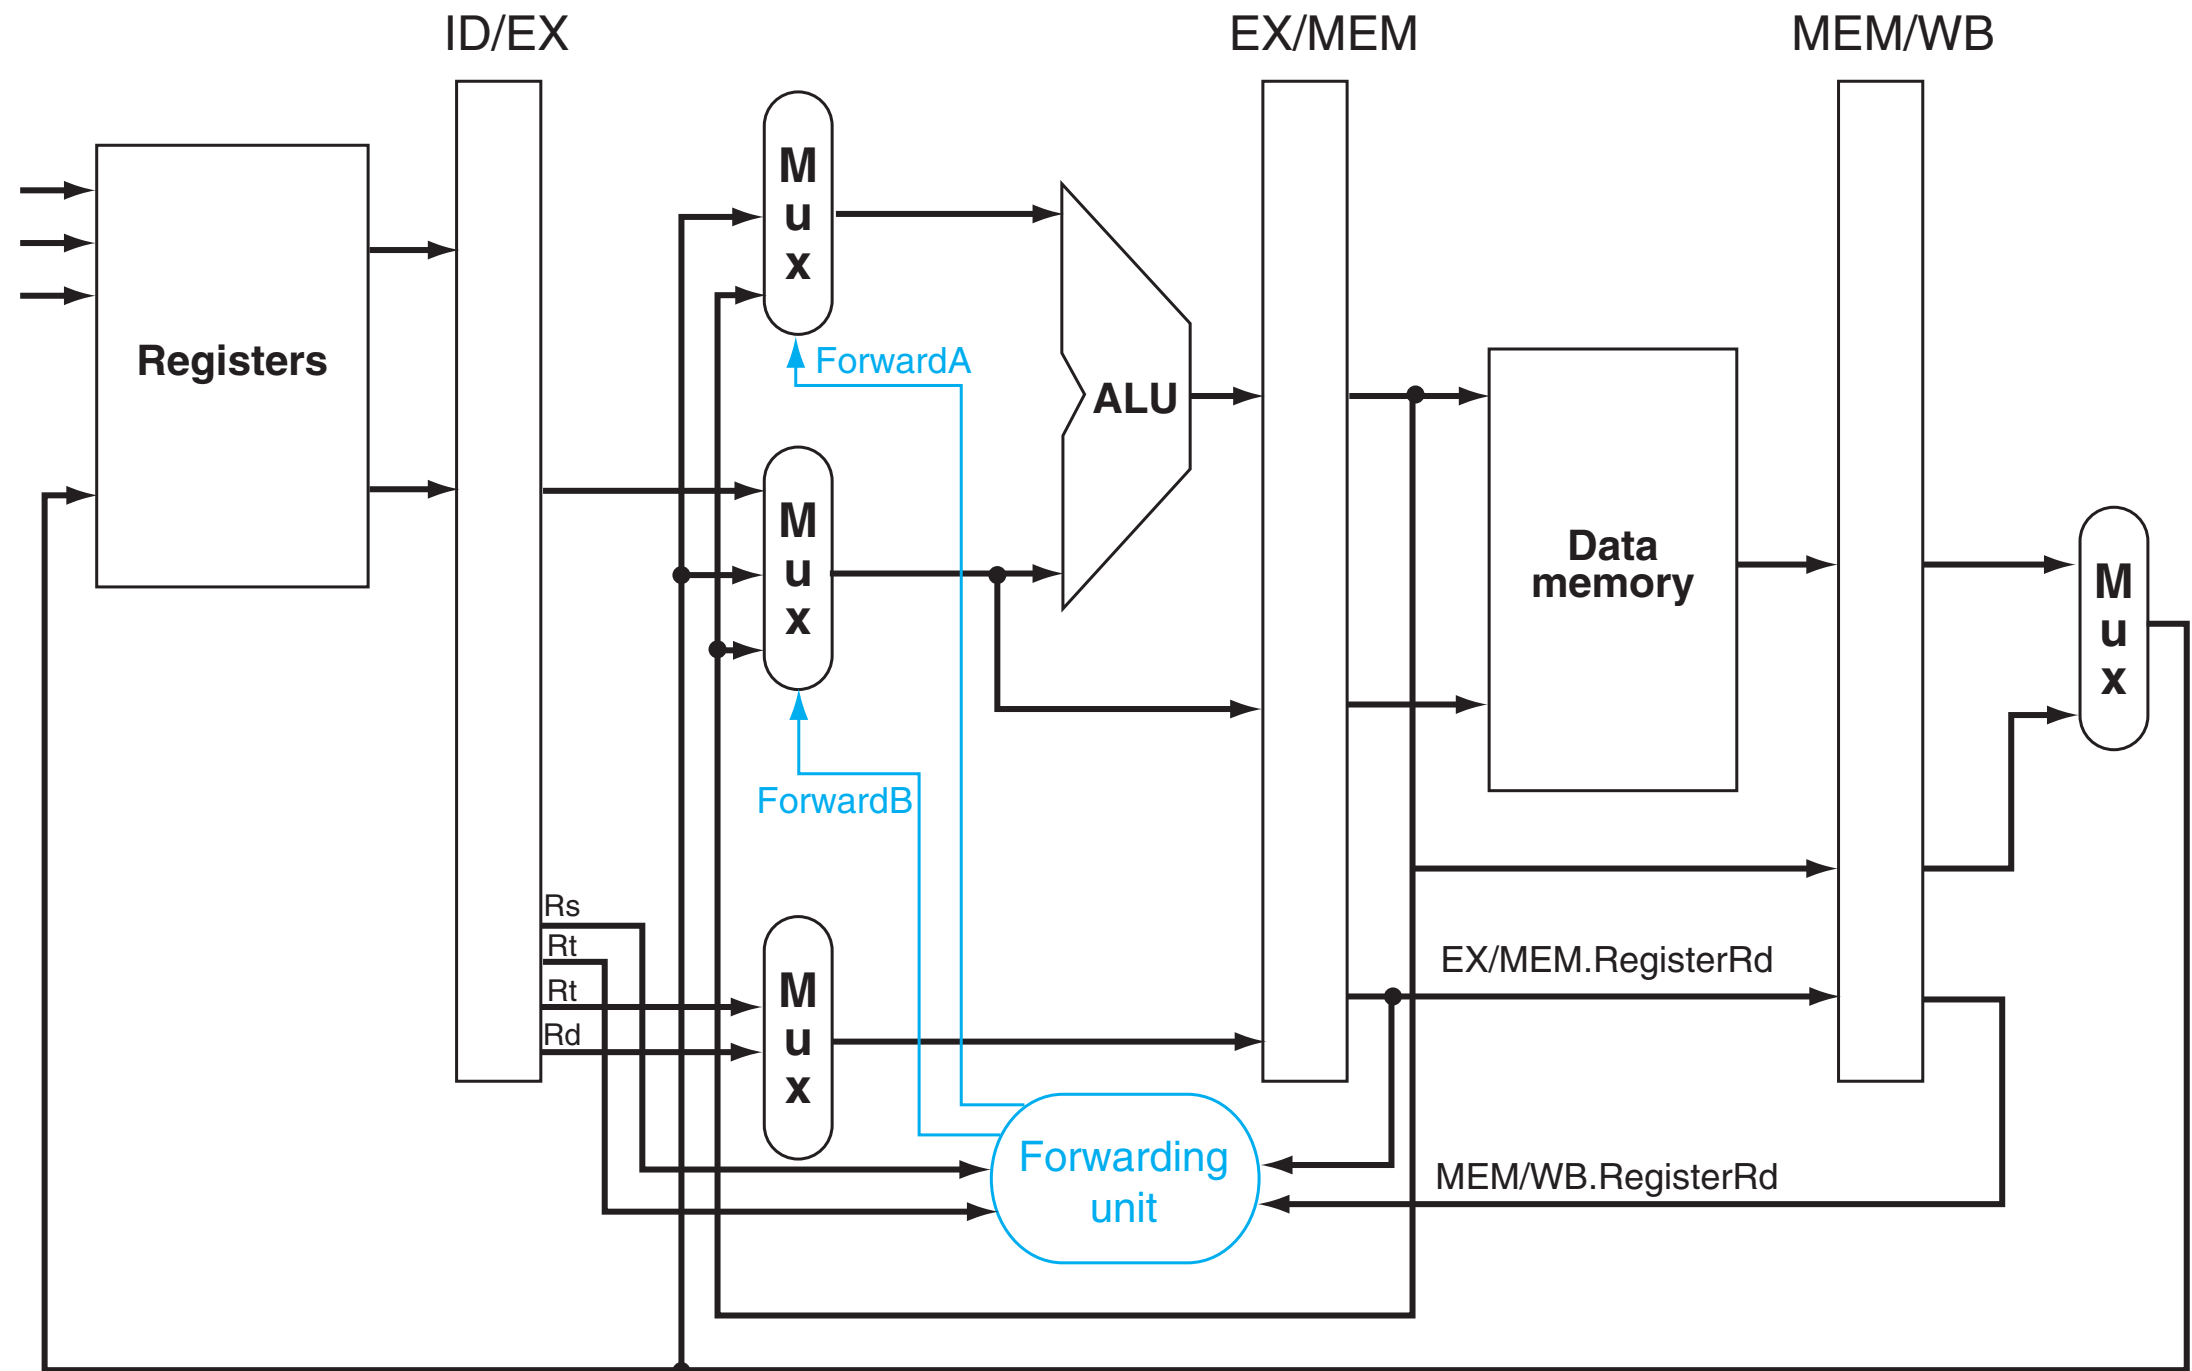 ID/EX
EX/MEM
MEM/WB
M
u
x
Registers
ForwardA
ALU
M
u
x
Data
memory
M
u
x
ForwardB
Rs
Rt
Rt
Rd
M
u
x
EX/MEM.RegisterRd
Forwarding
unit
MEM/WB.RegisterRd